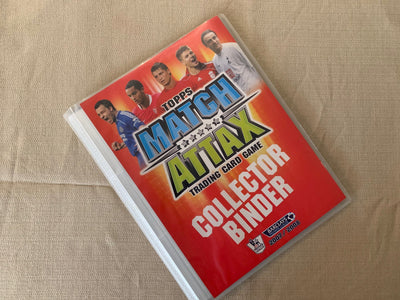 TOPPS
MATCH
ATTAX
TRADING CARD GAME
COLLECTOR
BINDER